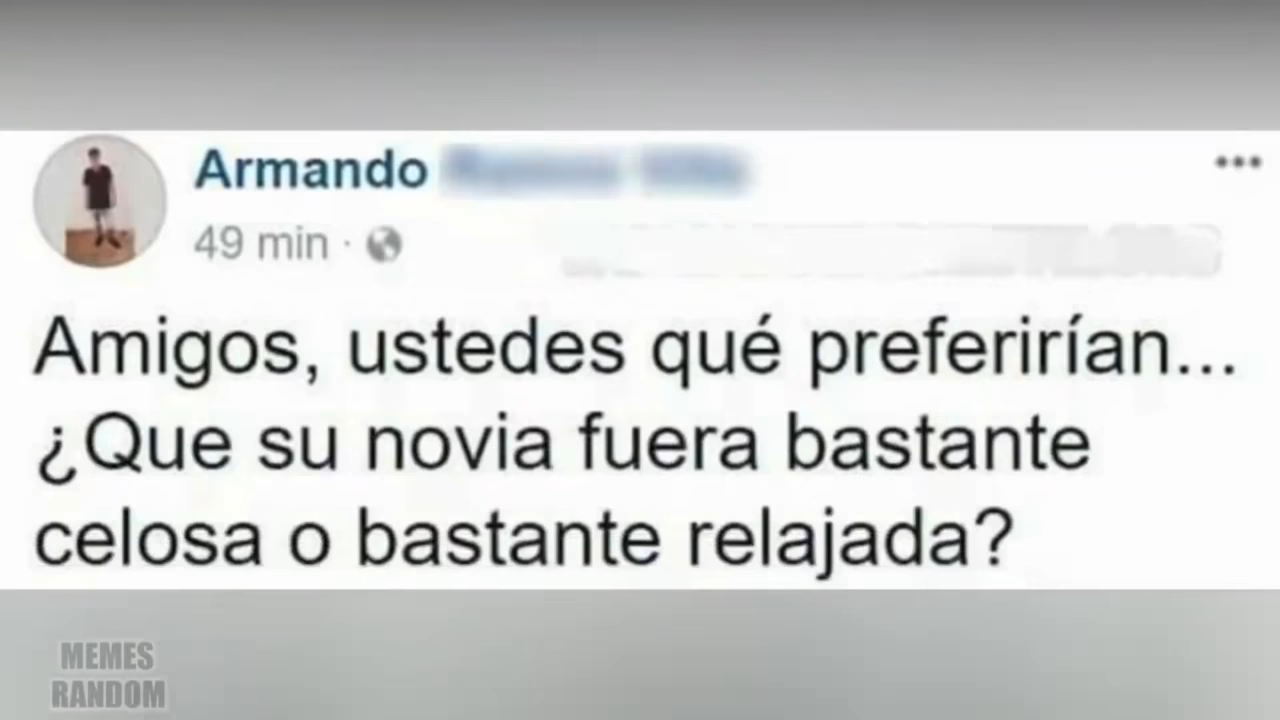 Armando
49 min ·
Amigos, ustedes qué preferirían...
¿Que su novia fuera bastante
celosa o bastante relajada?
MEMES
RANDOM